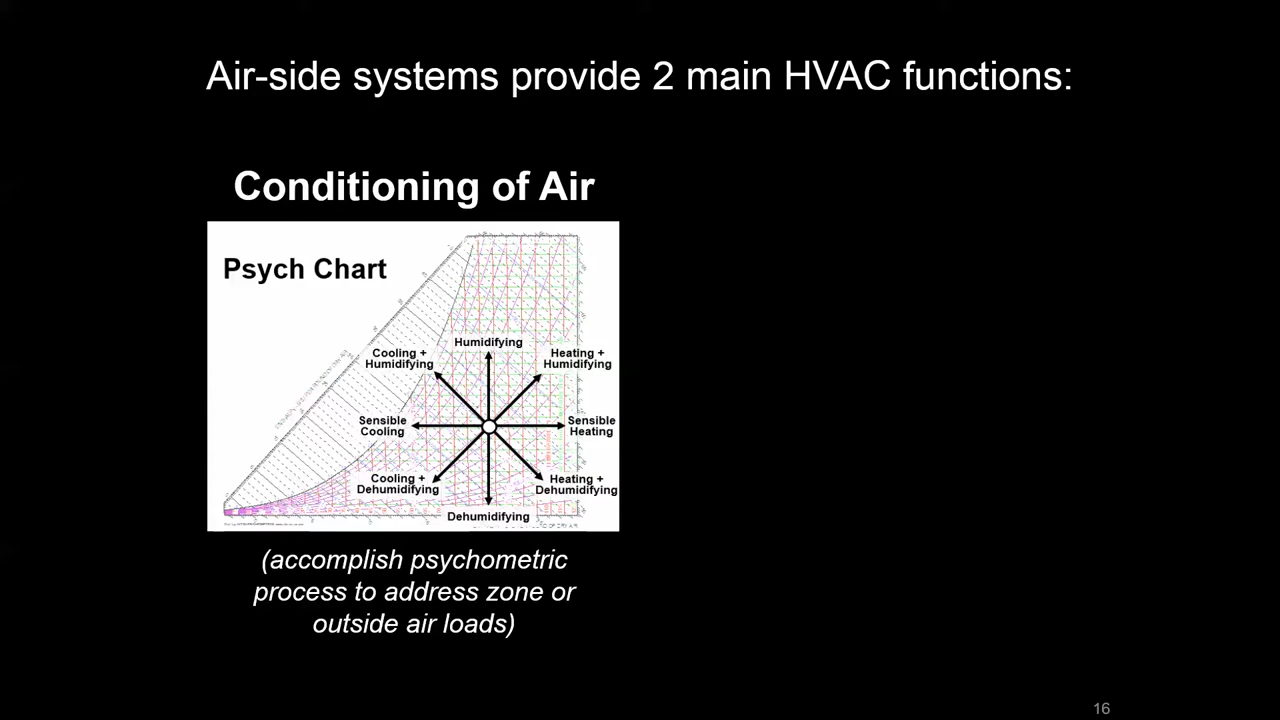 Air-side systems provide 2 main HVAC functions:
Conditioning of Air
Psych Chart
Humidifying
Cooling +
Humidifying
Heating +
Humidifying
Sensible
Cooling
Sensible
Heating
Cooling +
Dehumidifying
Heating +
Dehumidifying
Dehumidifying
(accomplish psychometric
process to address zone or
outside air loads)
16